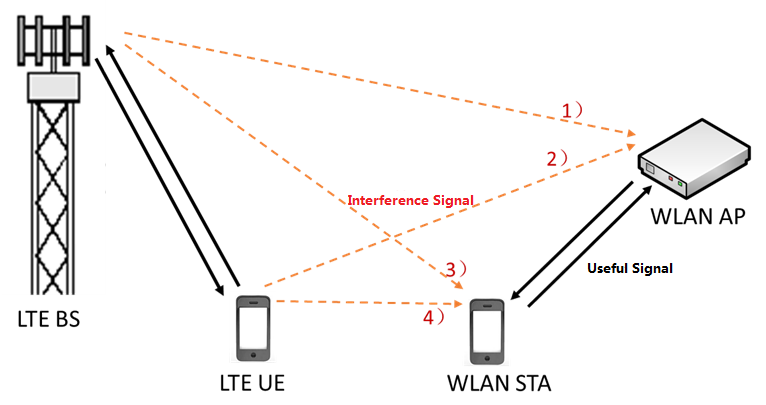 1）
2）
Interference Signal
WLAN AP
3）
Useful Signal
4）
LTE BS
LTE UE
WLAN STA